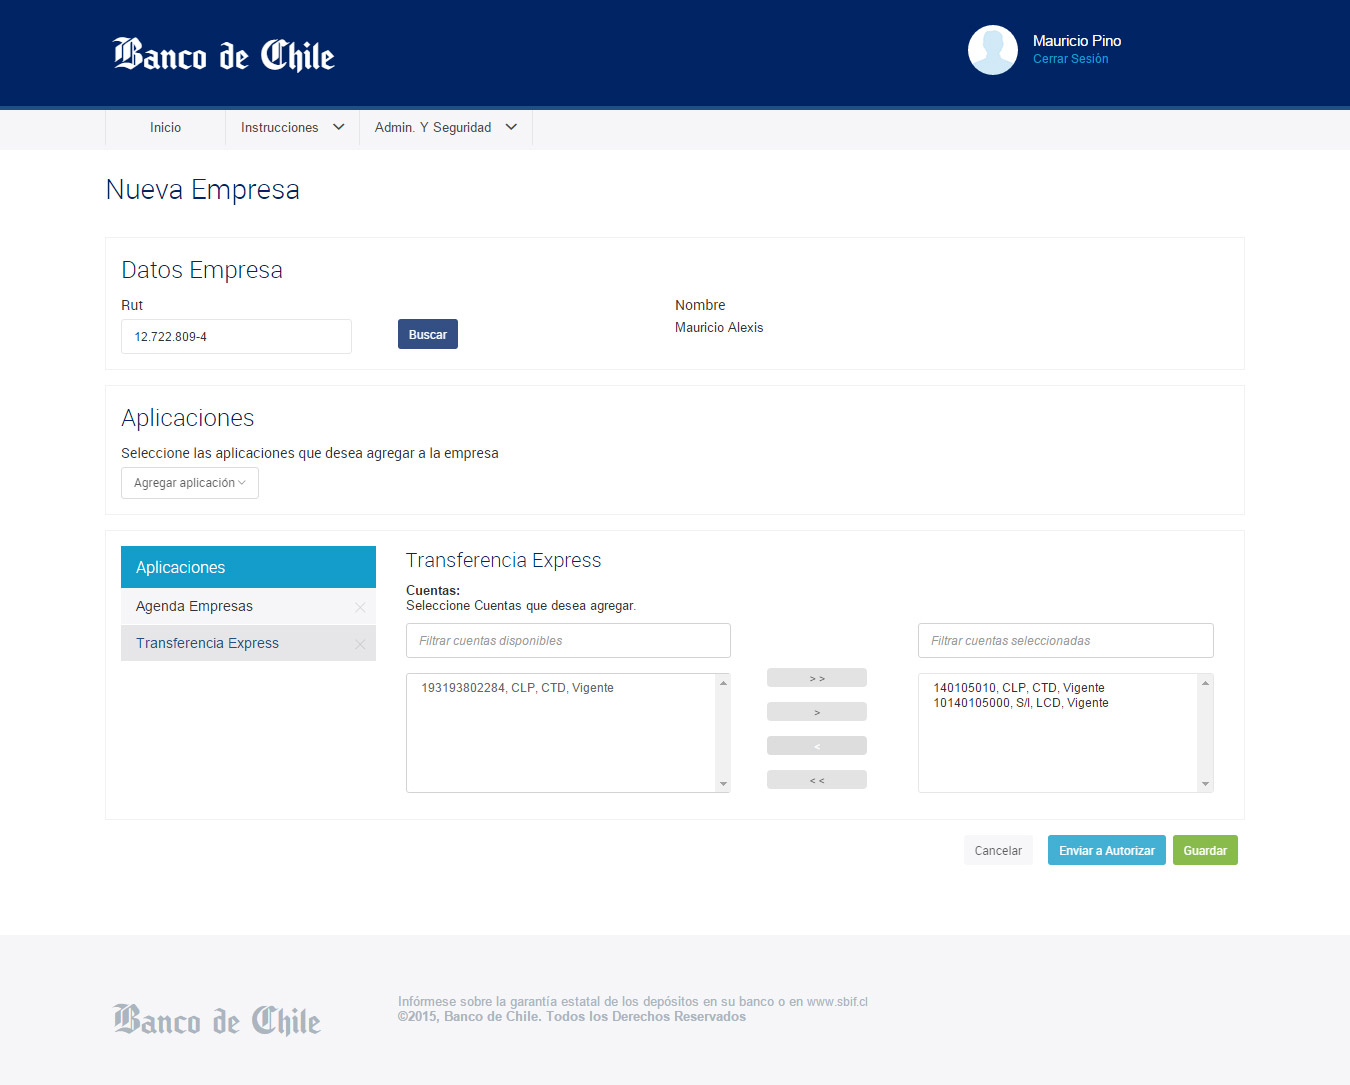 Banco de Chile
Mauricio Pino
Cerrar Sesión
Inicio
Instrucciones
Admin. Y Seguridad
Nueva Empresa
Datos Empresa
Rut
Nombre
12.722.809-4
Buscar
Mauricio Alexis
Aplicaciones
Seleccione las aplicaciones que desea agregar a la empresa
Agregar aplicación
Aplicaciones
Agenda Empresas
Transferencia Express
Transferencia Express
Cuentas:
Seleccione Cuentas que desea agregar.
Filtrar cuentas disponibles
193193802284, CLP, CTD, Vigente
> >
>
<
< <
Filtrar cuentas seleccionadas
140105010, CLP, CTD, Vigente
10140105000, S/I, LCD, Vigente
Cancelar
Enviar a Autorizar
Guardar
Banco de Chile
Infórmese sobre la garantía estatal de los depósitos en su banco o en www.sbif.cl
©2015, Banco de Chile. Todos los Derechos Reservados